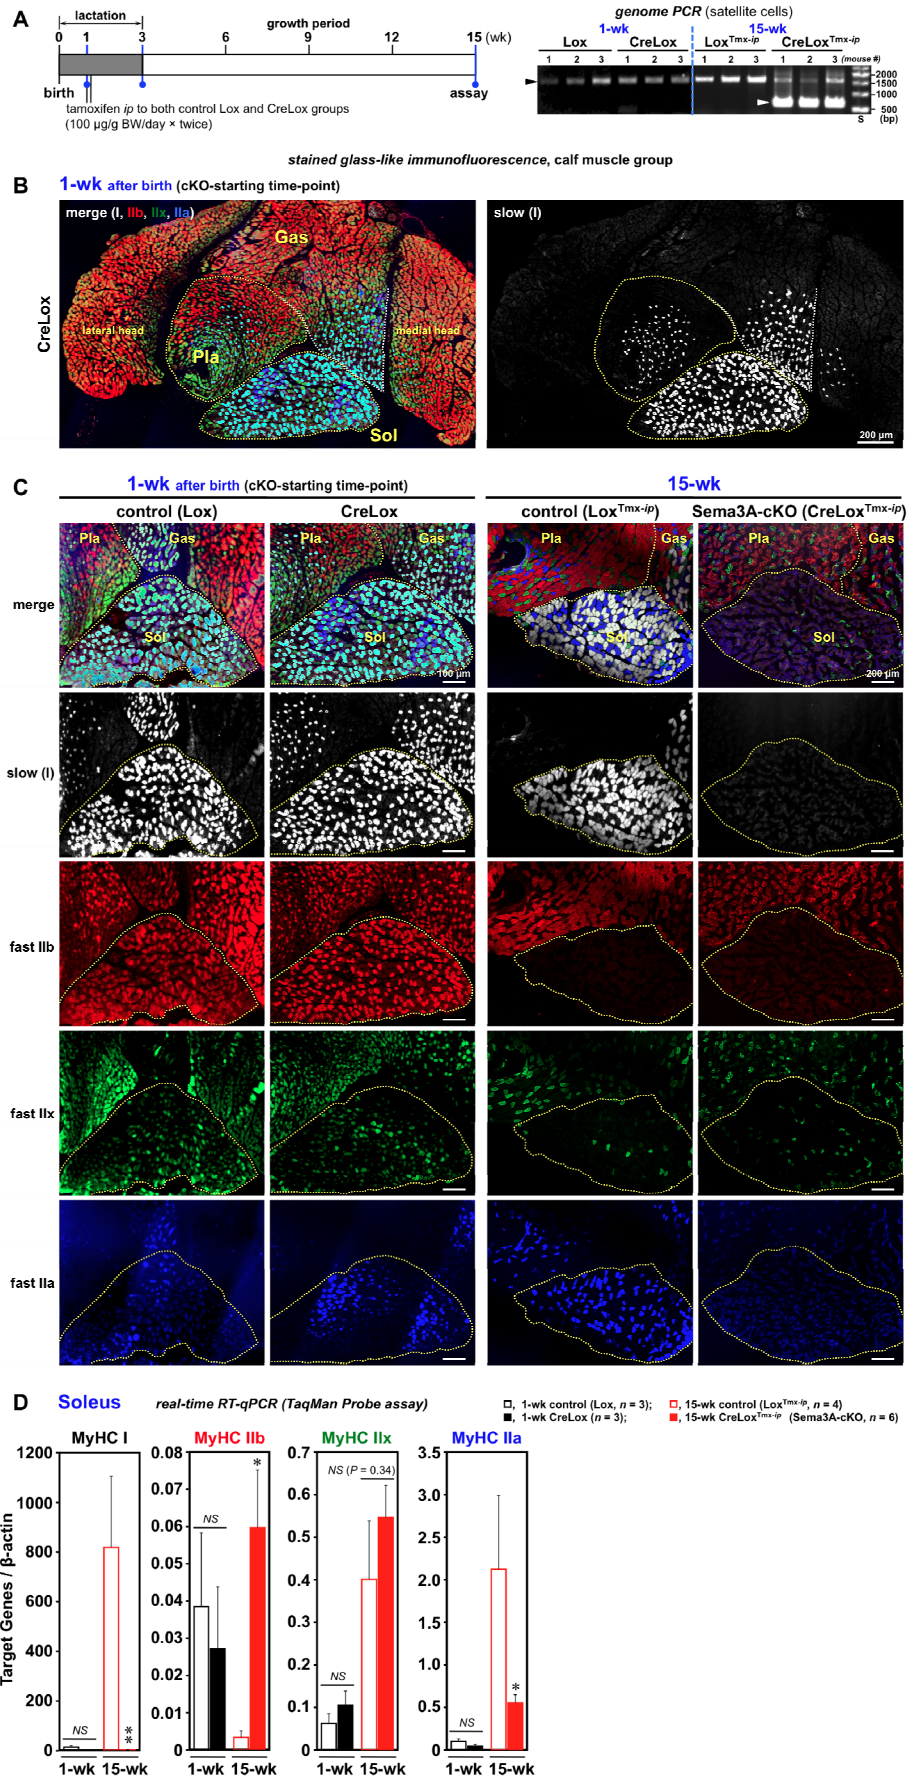 A
lactation
growth period
0 1 3 6 9 12 15 (wk)
birth
assay
tamoxifen ip to both control Lox and CreLox groups
(100 µg/g BW/day × twice)
genome PCR (satellite cells)
1-wk 15-wk
Lox CreLox LoxTmx-ip CreLoxTmx-ip
1 2 3 1 2 3 1 2 3 1 2 3 (mouse #)
2000
1500
1000
500
S (bp)
stained glass-like immunofluorescence, calf muscle group
B 1-wk after birth (cKO-starting time-point)
CreLox
merge (I, IIb, IIx, IIa)
Gas
lateral head
medial head
Pla
Sol
slow (I)
200 µm
C
1-wk after birth (cKO-starting time-point) 15-wk
control (Lox) CreLox control (LoxTmx-ip) Sema3A-cKO (CreLoxTmx-ip)
merge
Pla Gas Pla Gas Pla Gas Pla Gas
Sol Sol Sol Sol
100 µm 200 µm
slow (I)
fast IIb
fast IIx
fast IIa
D Soleus real-time RT-qPCR (TaqMan Probe assay)
, 1-wk control (Lox, n = 3); , 15-wk control (LoxTmx-ip, n = 4)
, 1-wk CreLox (n = 3); , 15-wk CreLoxTmx-ip (Sema3A-cKO, n = 6)
Target Genes / β-actin
MyHC I
1200
1000
800
600
400
200
0
NS
**
1-wk 15-wk
MyHC IIb
0.08
0.07
0.06
0.05
0.04
0.03
0.02
0.01
0
NS
*
1-wk 15-wk
MyHC IIx
0.7
0.6
0.5
0.4
0.3
0.2
0.1
0
NS (P = 0.34)
NS
1-wk 15-wk
MyHC IIa
3.5
3.0
2.5
2.0
1.5
1.0
0.5
0
NS
*
1-wk 15-wk